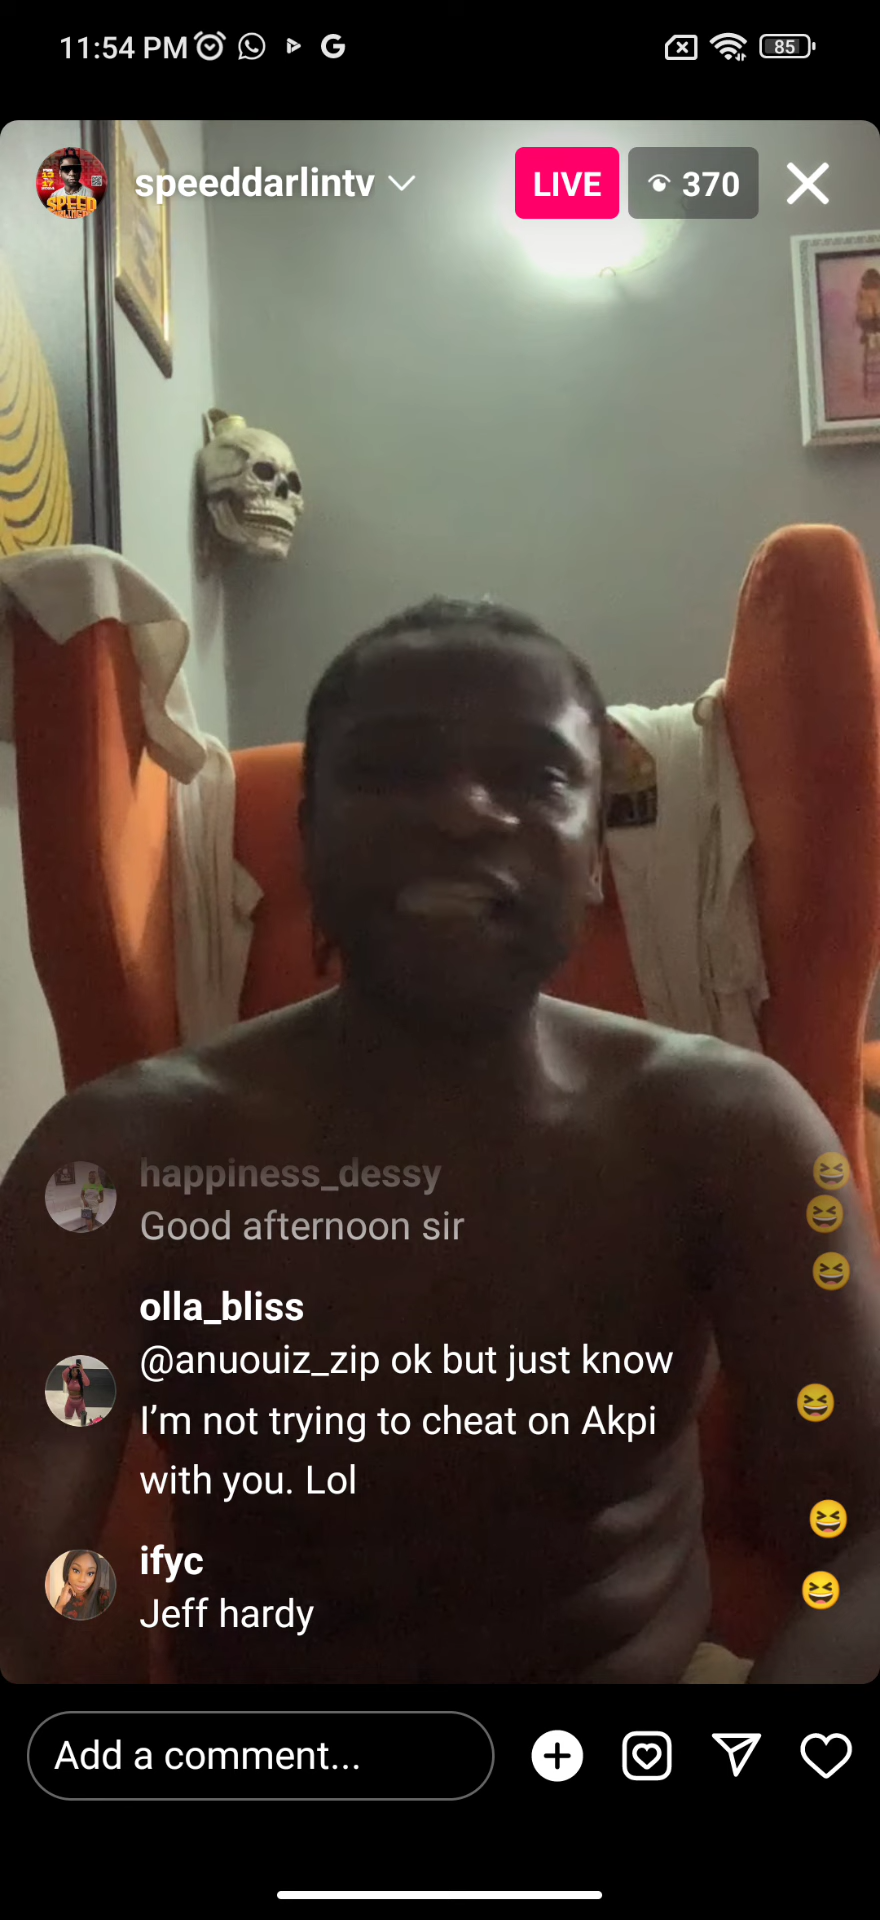 11:54 PM
85
speeddarlintv
LIVE
370
SPEED
happiness_dessy
Good afternoon sir
olla_bliss
@anuouiz_zip ok but just know
I’m not trying to cheat on Akpi
with you. Lol
ifyc
Jeff hardy
Add a comment...